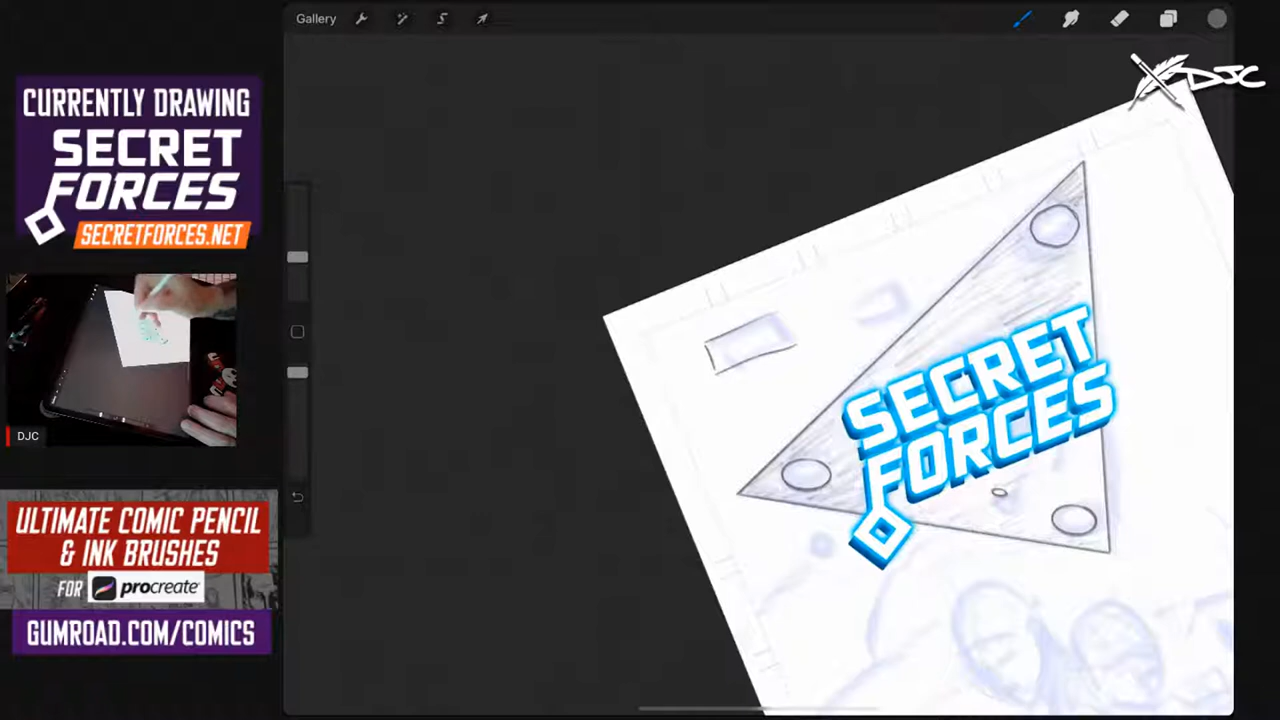 Gallery
DJC
CURRENTLY DRAWING
SECRET
FORCES
SECRETFORCES.NET
DJC
ULTIMATE COMIC PENCIL
& INK BRUSHES
FOR procreate
GUMROAD.COM/COMICS
SECRET
FORCES